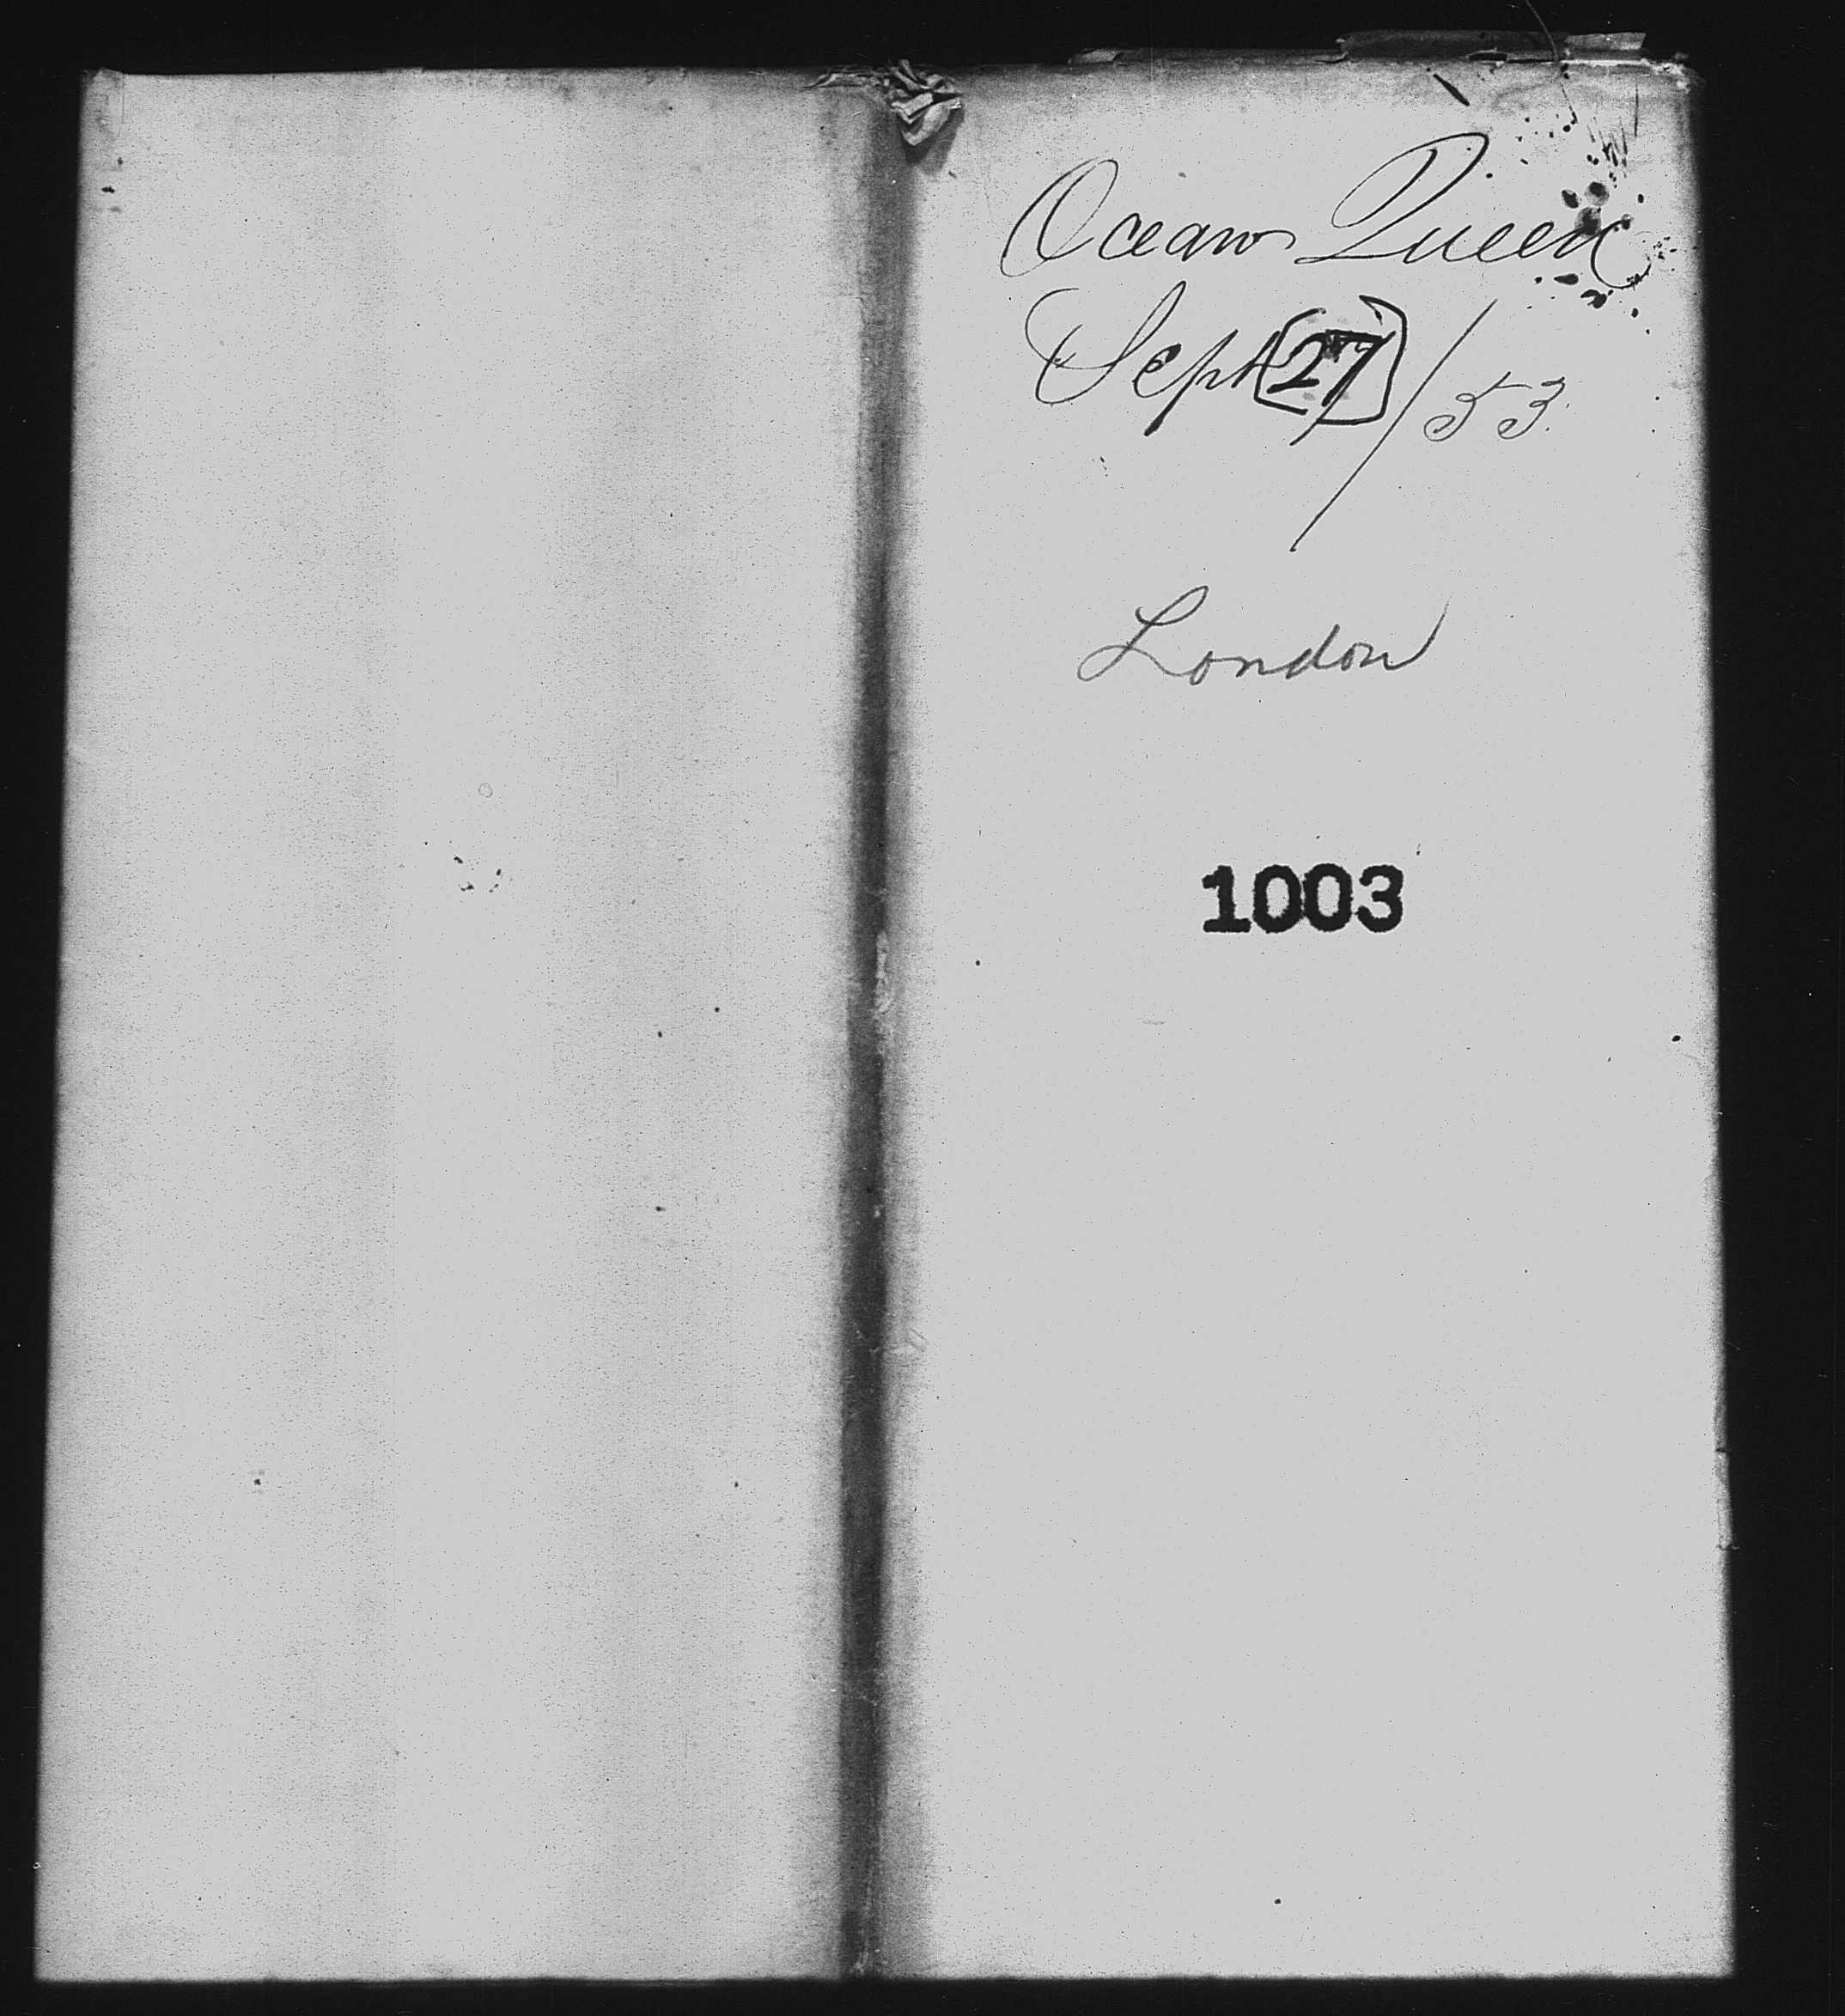 Ocean Queen
Sept [27] / 53
London
1003